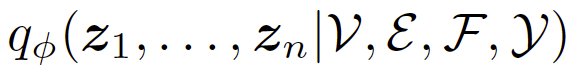 q_ϕ(𝒛_1, . . . , 𝒛_n|𝒱, ℰ, ℱ, 𝒴)